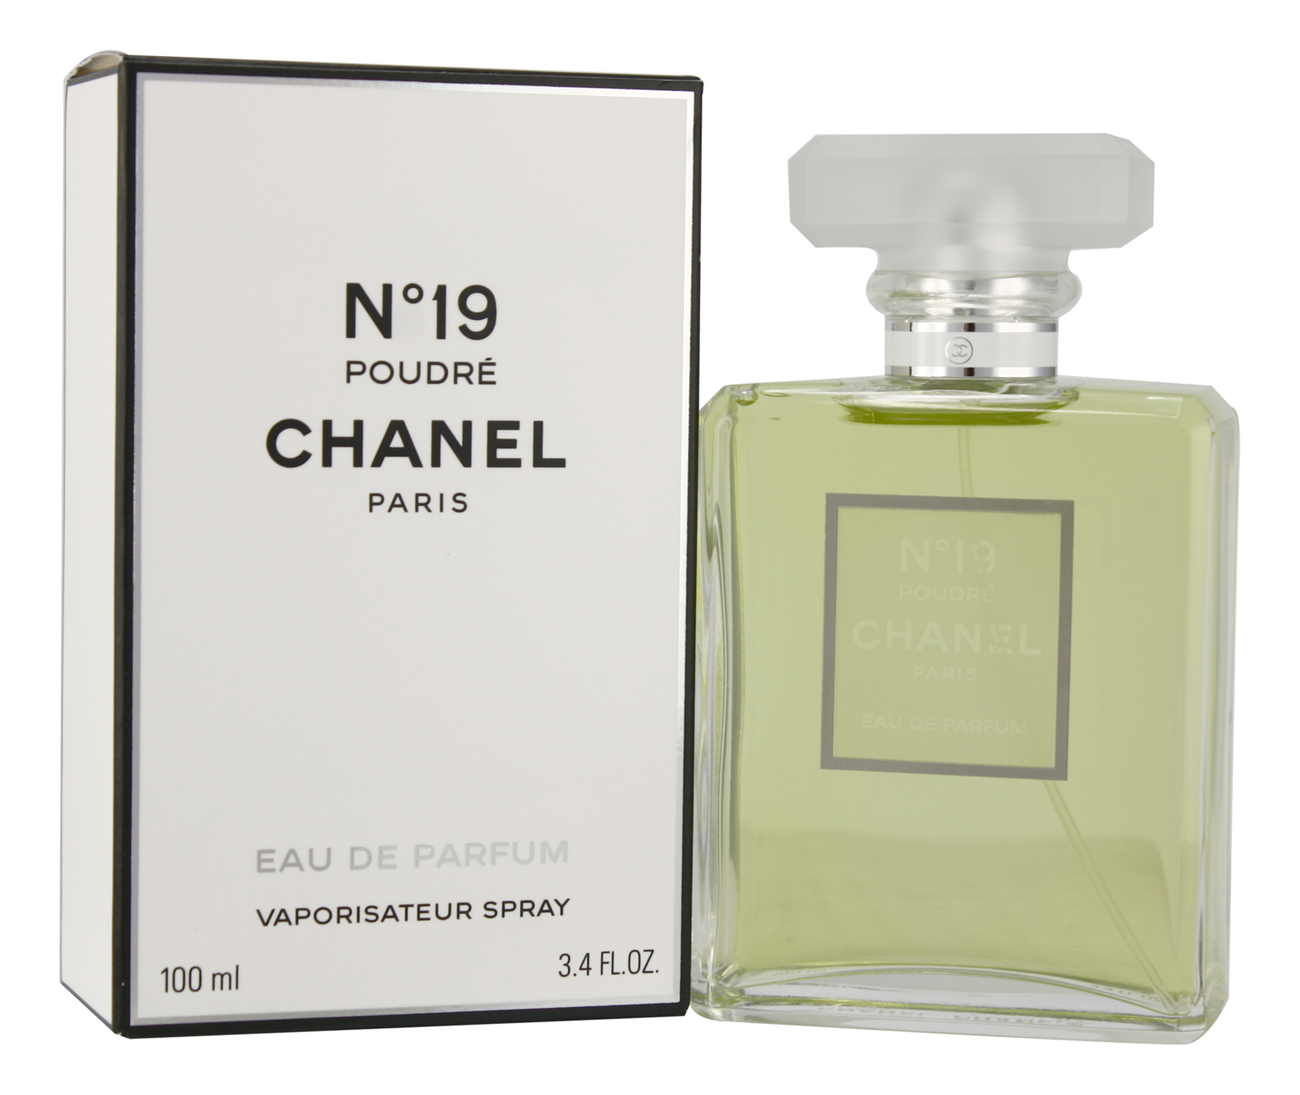 N°19
POUDRÉ
CHANEL
PARIS
EAU DE PARFUM
VAPORISATEUR SPRAY
100 ml
3.4 FL.OZ.
N°19
POUDRÉ
CHANEL
PARIS
EAU DE PARFUM